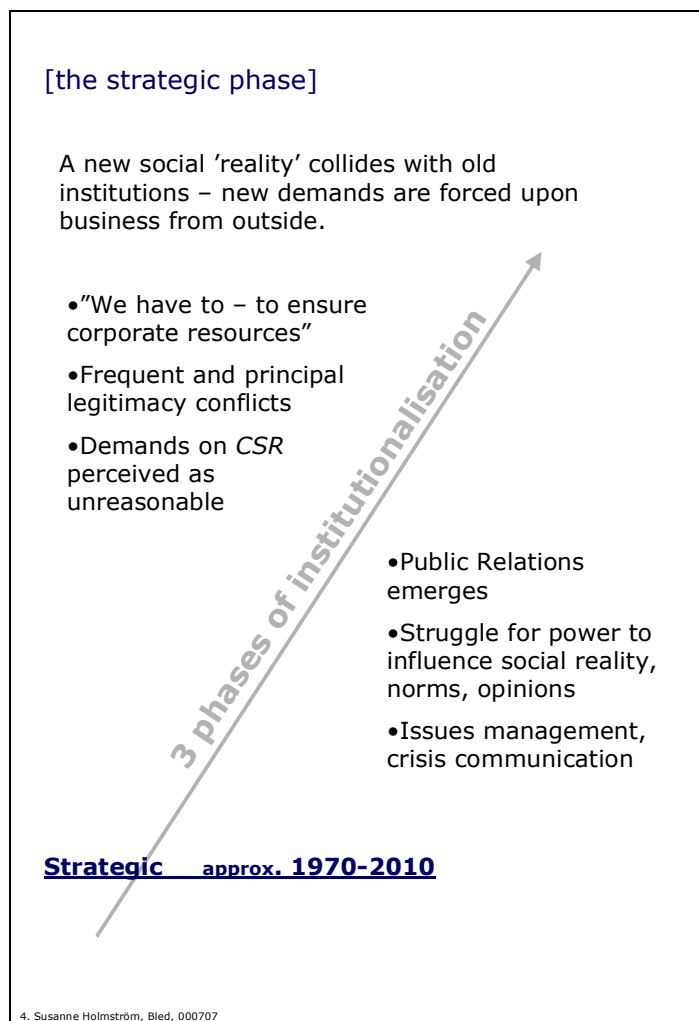 [the strategic phase]
A new social ’reality’ collides with old
institutions – new demands are forced upon
business from outside.
•”We have to – to ensure
corporate resources”
•Frequent and principal
legitimacy conflicts
•Demands on CSR
perceived as
unreasonable
3 phases of institutionalisation
•Public Relations
emerges
•Struggle for power to
influence social reality,
norms, opinions
•Issues management,
crisis communication
Strategic approx. 1970-2010
4. Susanne Holmström, Bled, 000707